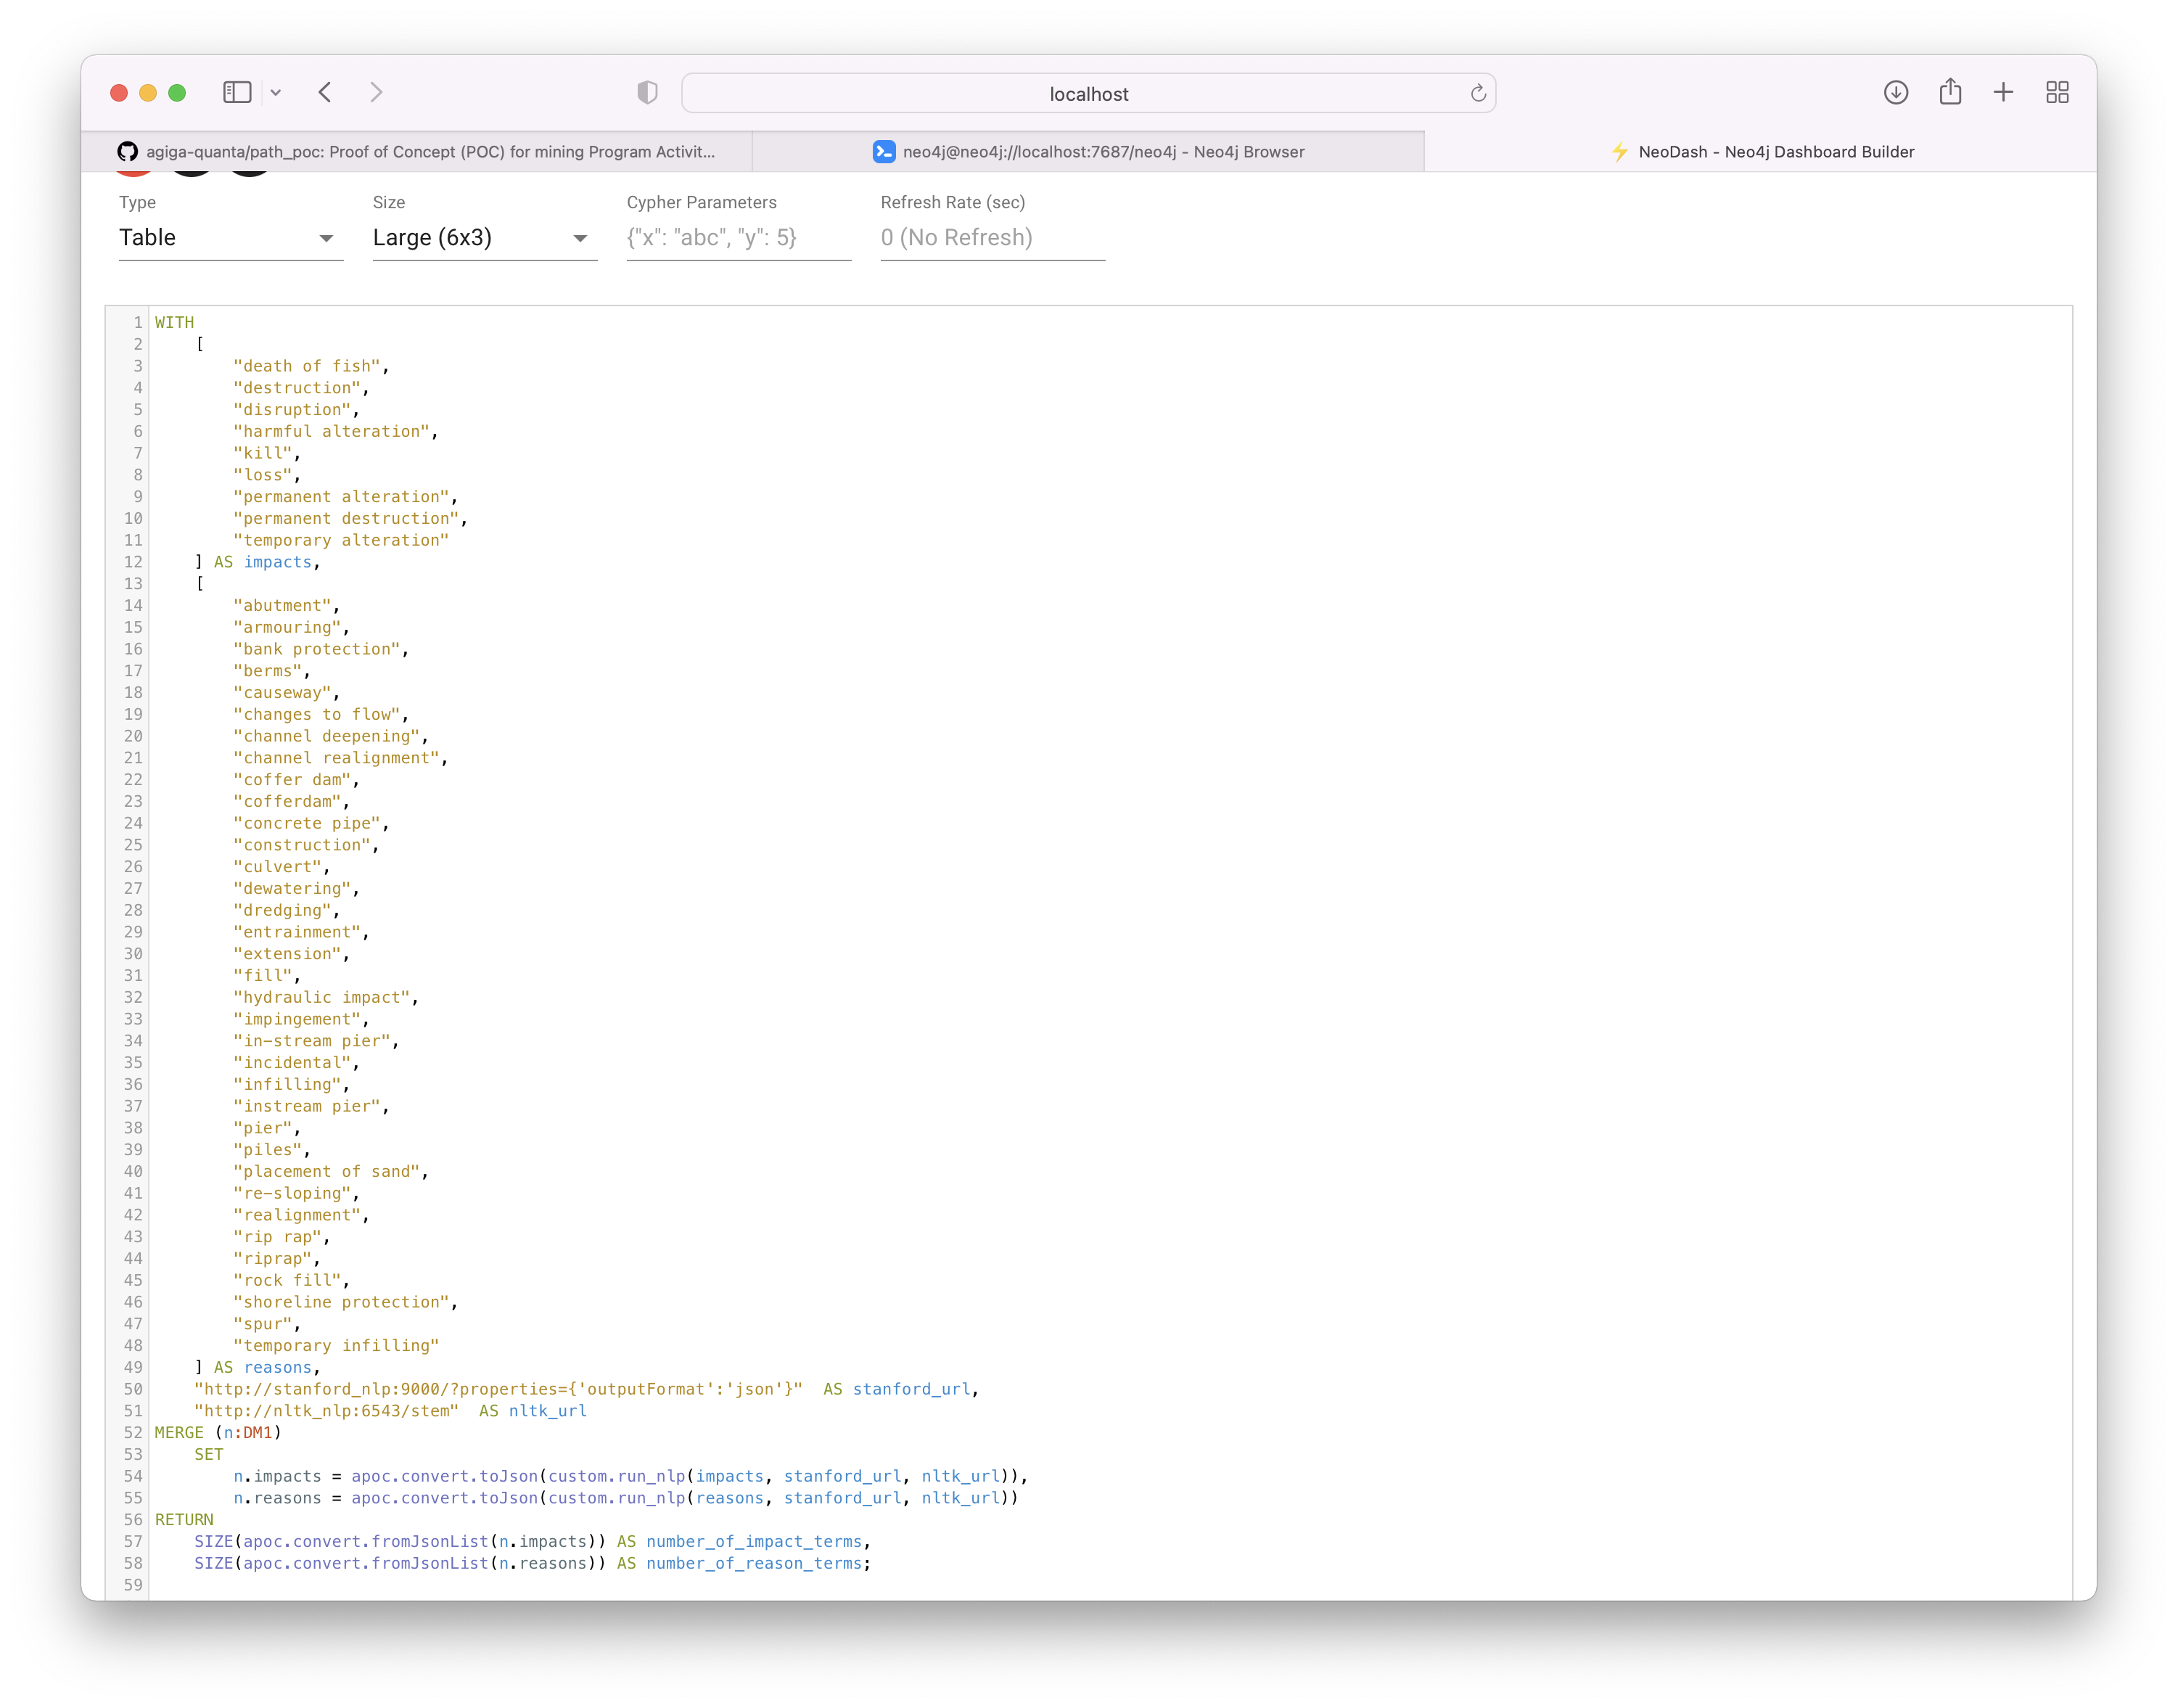 localhost
agiga-quanta/path_poc: Proof of Concept (POC) for mining Program Activit...
neo4j@neo4j://localhost:7687/neo4j - Neo4j Browser
⚡ NeoDash - Neo4j Dashboard Builder
Type Size Cypher Parameters Refresh Rate (sec)
Table Large (6x3) {"x": "abc", "y": 5} 0 (No Refresh)
1 WITH
2 [
3 "death of fish",
4 "destruction",
5 "disruption",
6 "harmful alteration",
7 "kill",
8 "loss",
9 "permanent alteration",
10 "permanent destruction",
11 "temporary alteration"
12 ] AS impacts,
13 [
14 "abutment",
15 "armouring",
16 "bank protection",
17 "berms",
18 "causeway",
19 "changes to flow",
20 "channel deepening",
21 "channel realignment",
22 "coffer dam",
23 "cofferdam",
24 "concrete pipe",
25 "construction",
26 "culvert",
27 "dewatering",
28 "dredging",
29 "entrainment",
30 "extension",
31 "fill",
32 "hydraulic impact",
33 "impingement",
34 "in-stream pier",
35 "incidental",
36 "infilling",
37 "instream pier",
38 "pier",
39 "piles",
40 "placement of sand",
41 "re-sloping",
42 "realignment",
43 "rip rap",
44 "riprap",
45 "rock fill",
46 "shoreline protection",
47 "spur",
48 "temporary infilling"
49 ] AS reasons,
50 "http://stanford_nlp:9000/?properties={'outputFormat':'json'}"  AS stanford_url,
51 "http://nltk_nlp:6543/stem"  AS nltk_url
52 MERGE (n:DM1)
53 SET
54 n.impacts = apoc.convert.toJson(custom.run_nlp(impacts, stanford_url, nltk_url)),
55 n.reasons = apoc.convert.toJson(custom.run_nlp(reasons, stanford_url, nltk_url))
56 RETURN
57 SIZE(apoc.convert.fromJsonList(n.impacts)) AS number_of_impact_terms,
58 SIZE(apoc.convert.fromJsonList(n.reasons)) AS number_of_reason_terms;
59